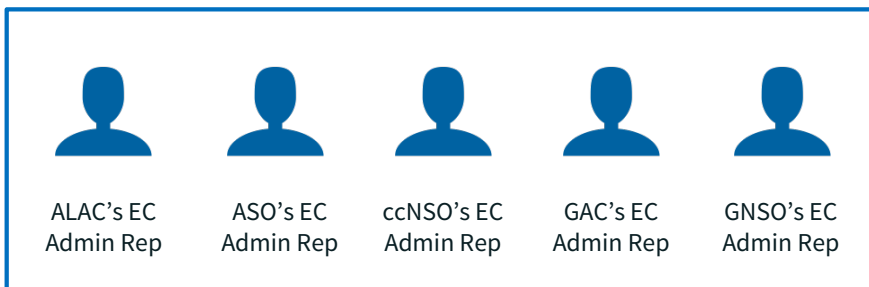 ALAC’s EC
Admin Rep
ASO’s EC
Admin Rep
ccNSO’s EC
Admin Rep
GAC’s EC
Admin Rep
GNSO’s EC
Admin Rep